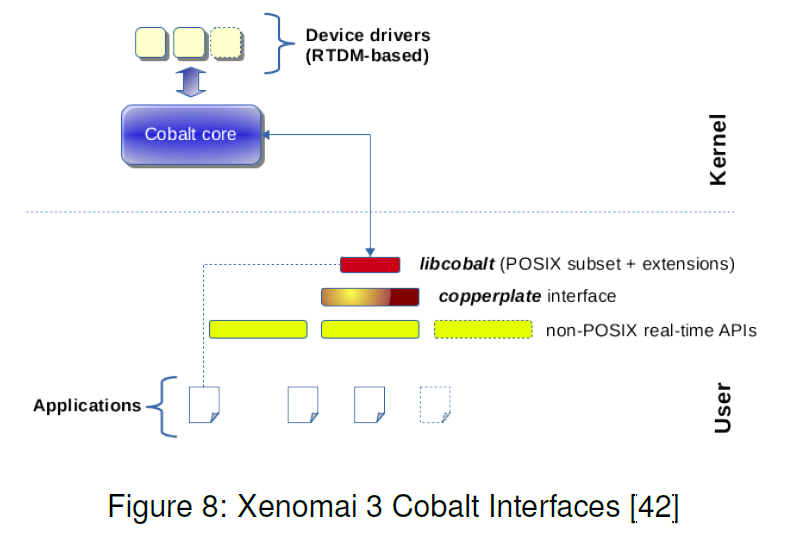 Device drivers
(RTDM-based)
Cobalt core
Kernel
libcobalt (POSIX subset + extensions)
copperplate interface
non-POSIX real-time APIs
Applications
User
Figure 8: Xenomai 3 Cobalt Interfaces [42]